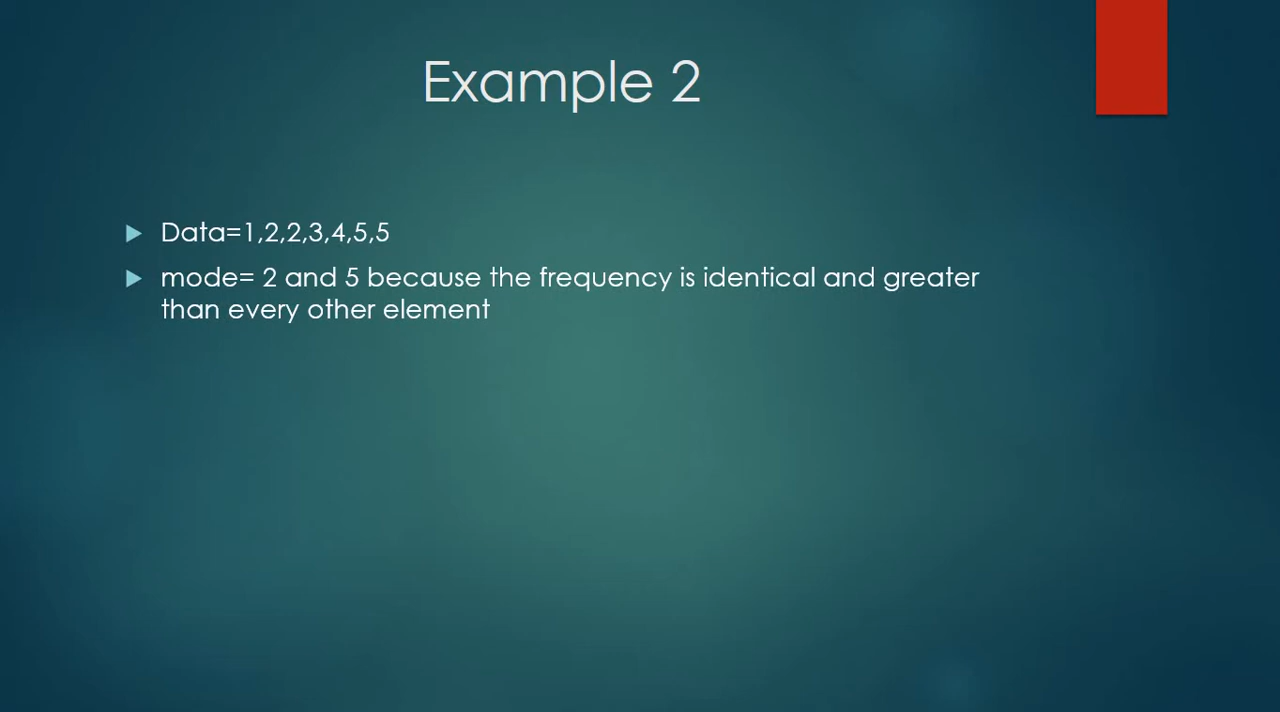 Example 2
Data=1,2,2,3,4,5,5
mode= 2 and 5 because the frequency is identical and greater
than every other element